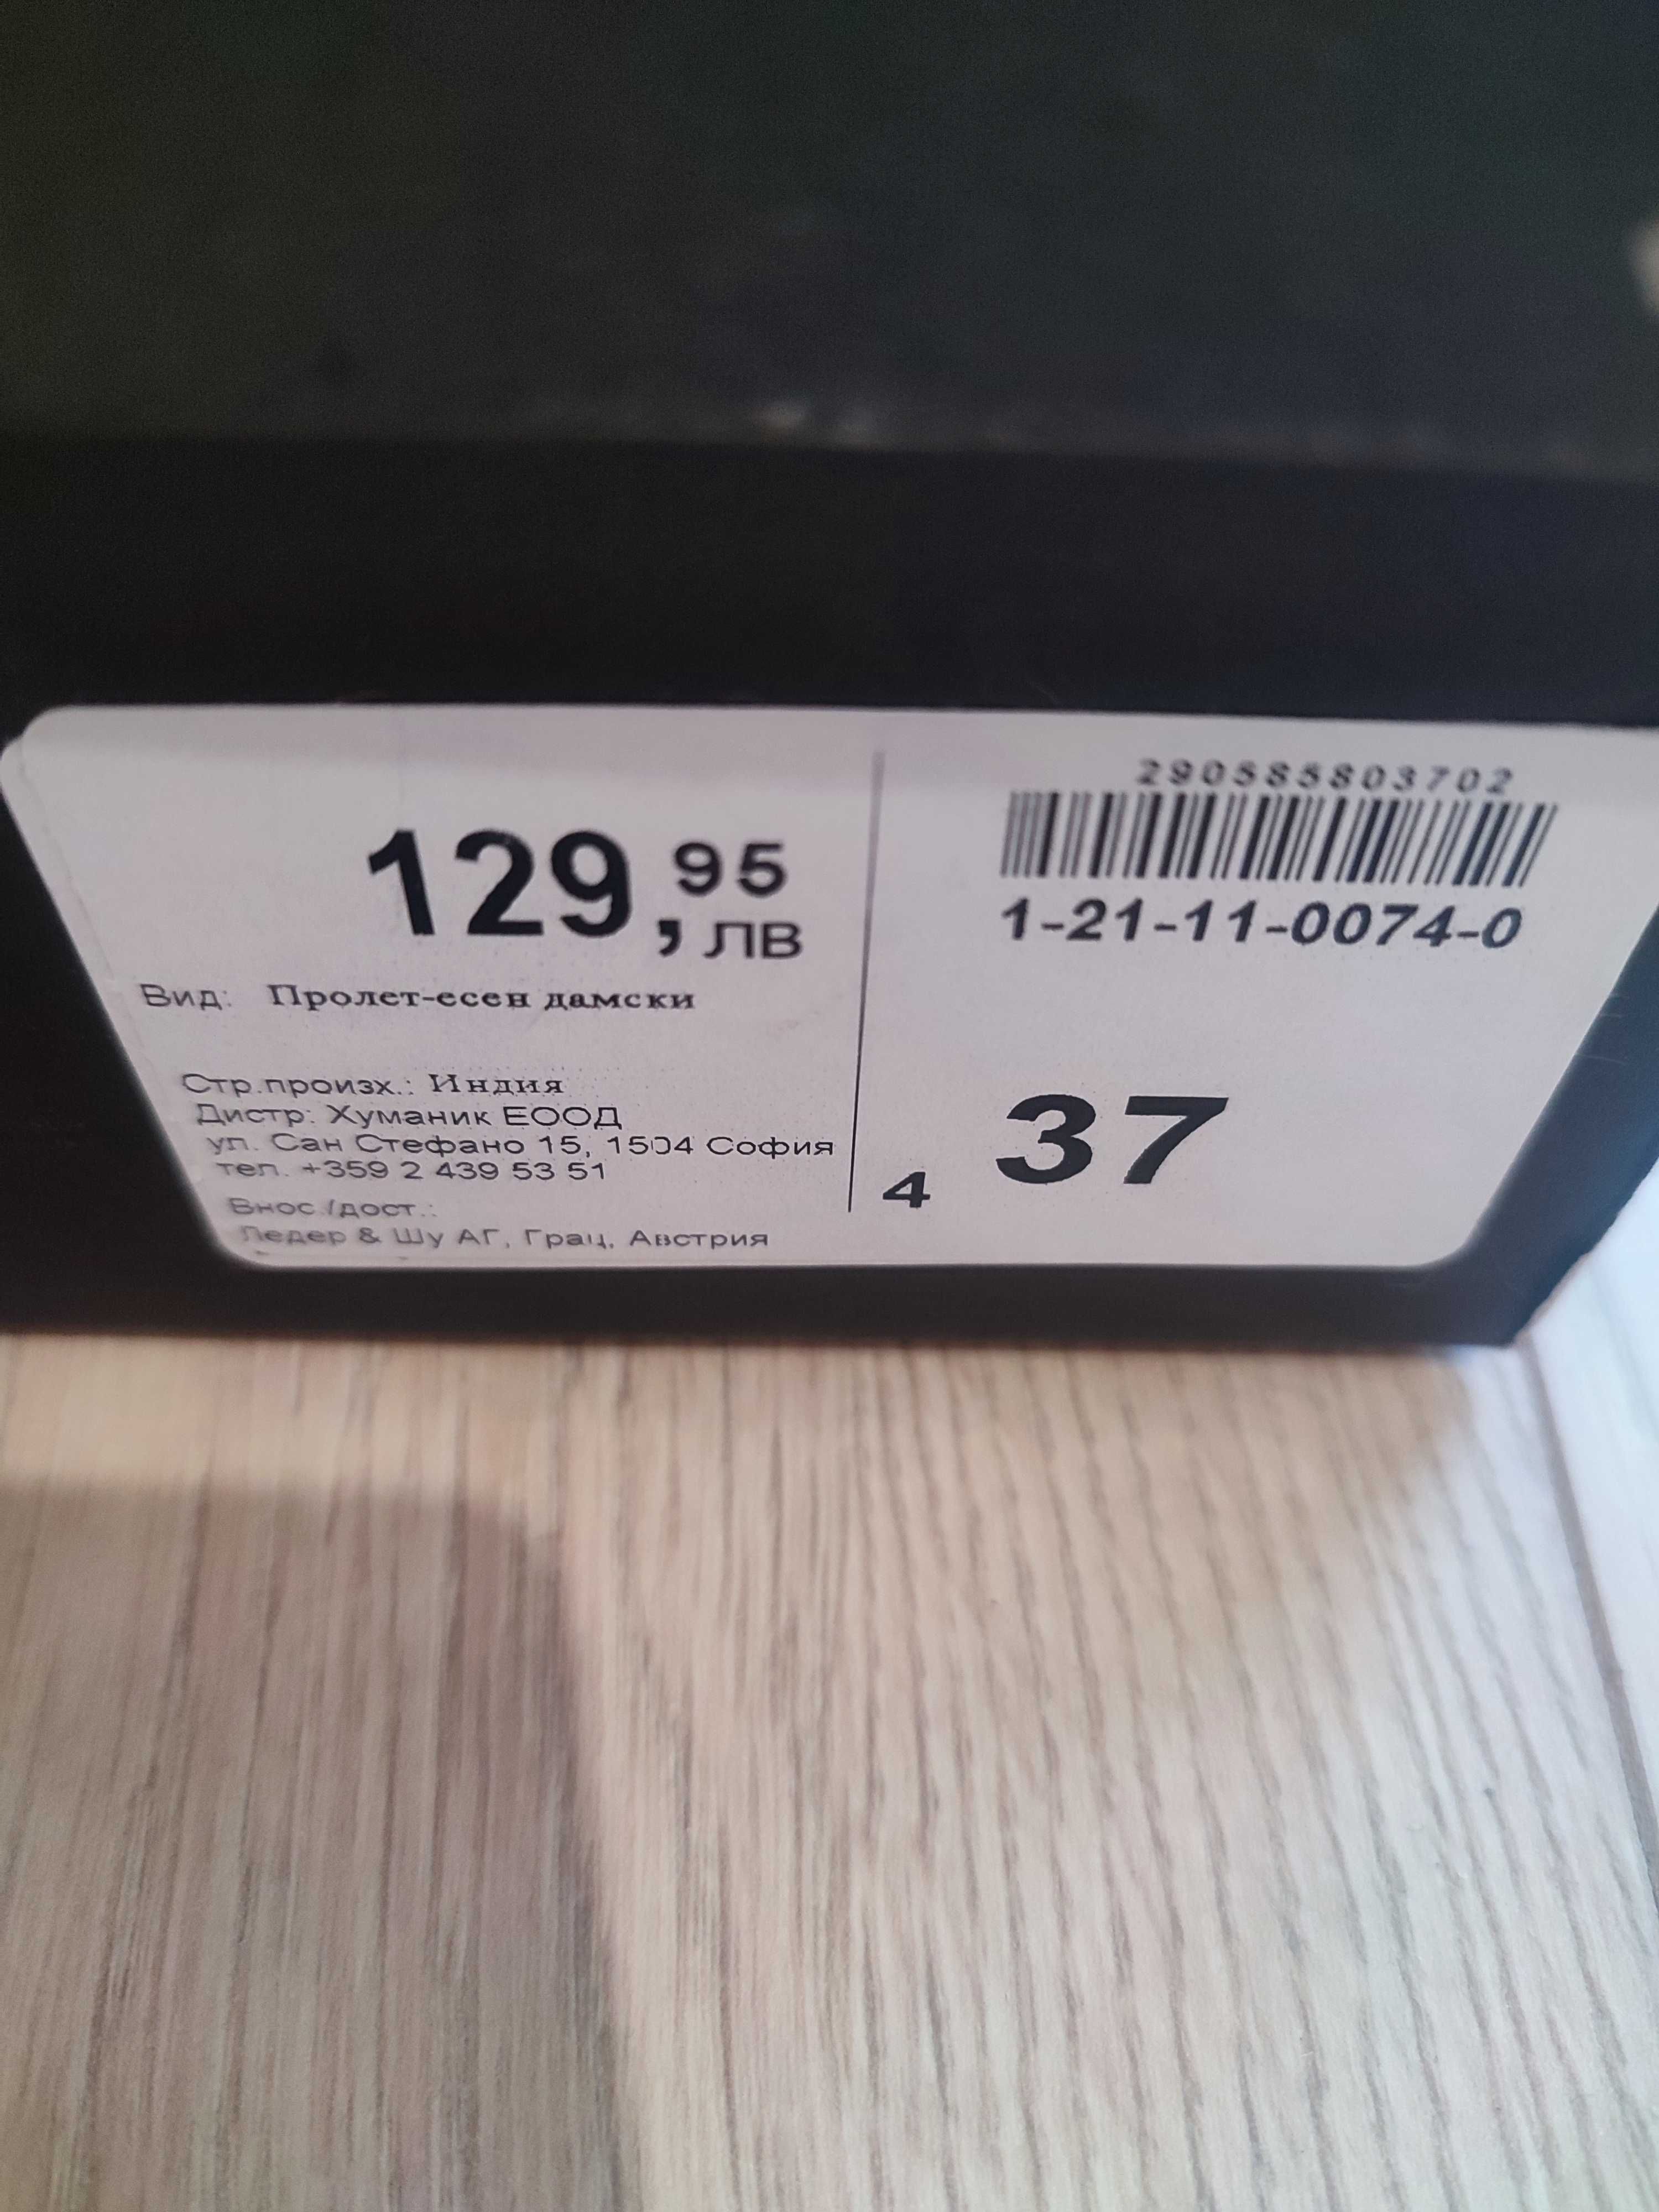 129,95 ЛВ
Вид: Пролет-есен дамски
Стр.произх.: Индия
Дистр: Хуманик ЕООД
ул. Сан Стефано 15, 1504 София
тел. +359 2 439 53 51
Внос./дост.:
Ледер & Шу АГ, Грац, Австрия
290585803702
1-21-11-0074-0
4 37